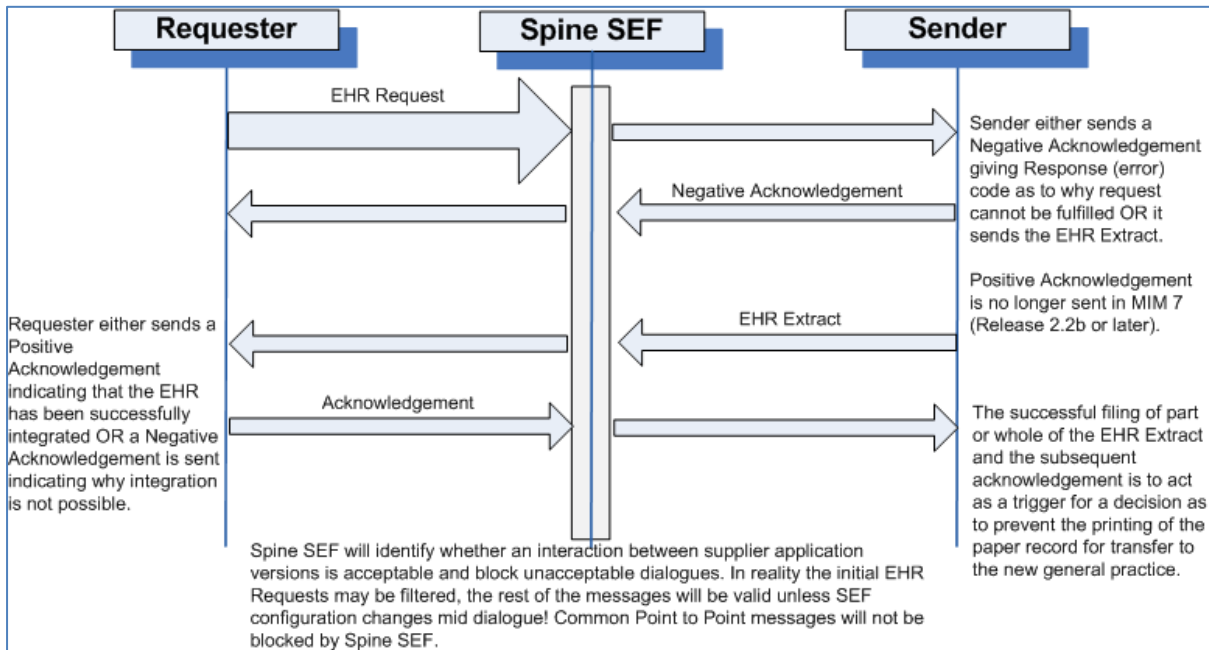 Requester
Spine SEF
Sender
EHR Request
Sender either sends a
Negative Acknowledgement
giving Response (error)
code as to why request
cannot be fulfilled OR it
sends the EHR Extract.
Negative Acknowledgement
Positive Acknowledgement
is no longer sent in MIM 7
(Release 2.2b or later).
EHR Extract
Requester either sends a
Positive
Acknowledgement
indicating that the EHR
has been successfully
integrated OR a Negative
Acknowledgement is sent
indicating why integration
is not possible.
Acknowledgement
The successful filing of part
or whole of the EHR Extract
and the subsequent
acknowledgement is to act
as a trigger for a decision as
to prevent the printing of the
paper record for transfer to
the new general practice.
Spine SEF will identify whether an interaction between supplier application
versions is acceptable and block unacceptable dialogues. In reality the initial EHR
Requests may be filtered, the rest of the messages will be valid unless SEF
configuration changes mid dialogue! Common Point to Point messages will not be
blocked by Spine SEF.